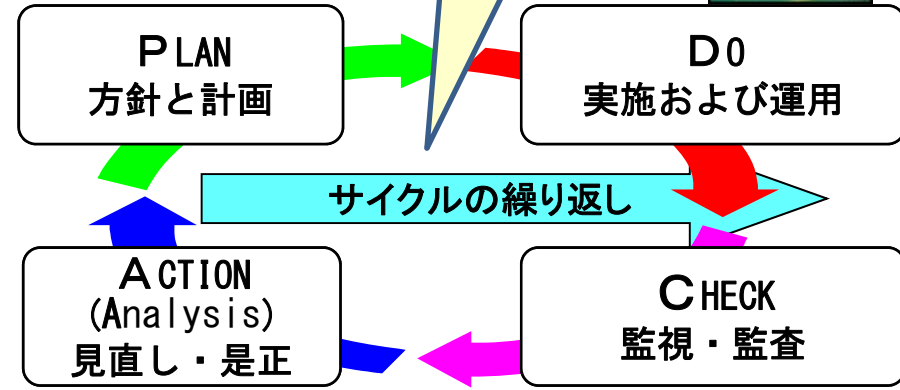 PLAN
方針と計画
DO
実施および運用
サイクルの繰り返し
ACTION
(Analysis)
見直し・是正
CHECK
監視・監査